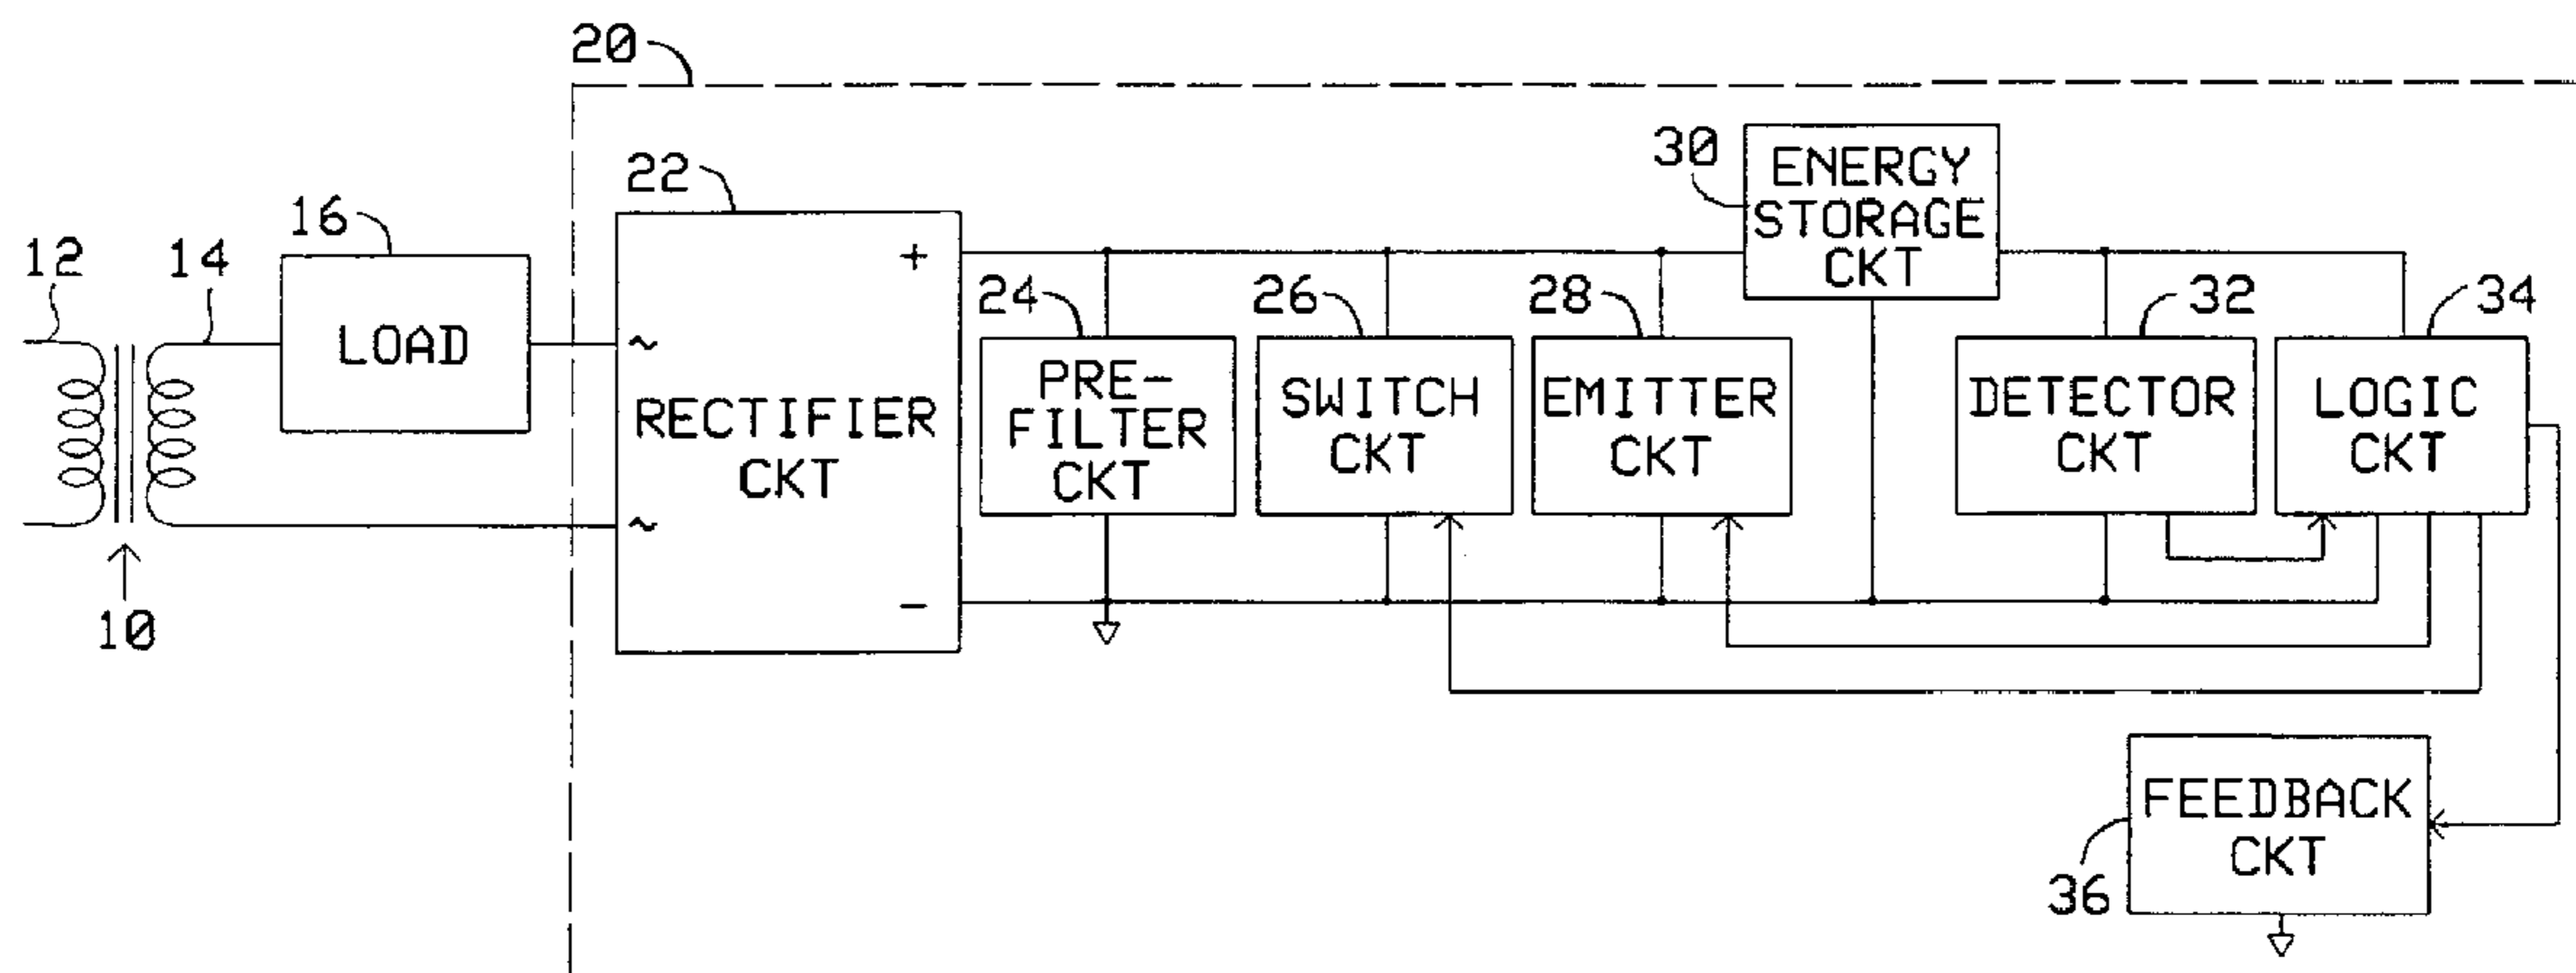 20
30
ENERGY
STORAGE
CKT
22
16
12
14
24
26
28
32
34
+
LOAD
~
RECTIFIER
CKT
~
-
PRE-
FILTER
CKT
SWITCH
CKT
EMITTER
CKT
DETECTOR
CKT
LOGIC
CKT
10
FEEDBACK
CKT
36